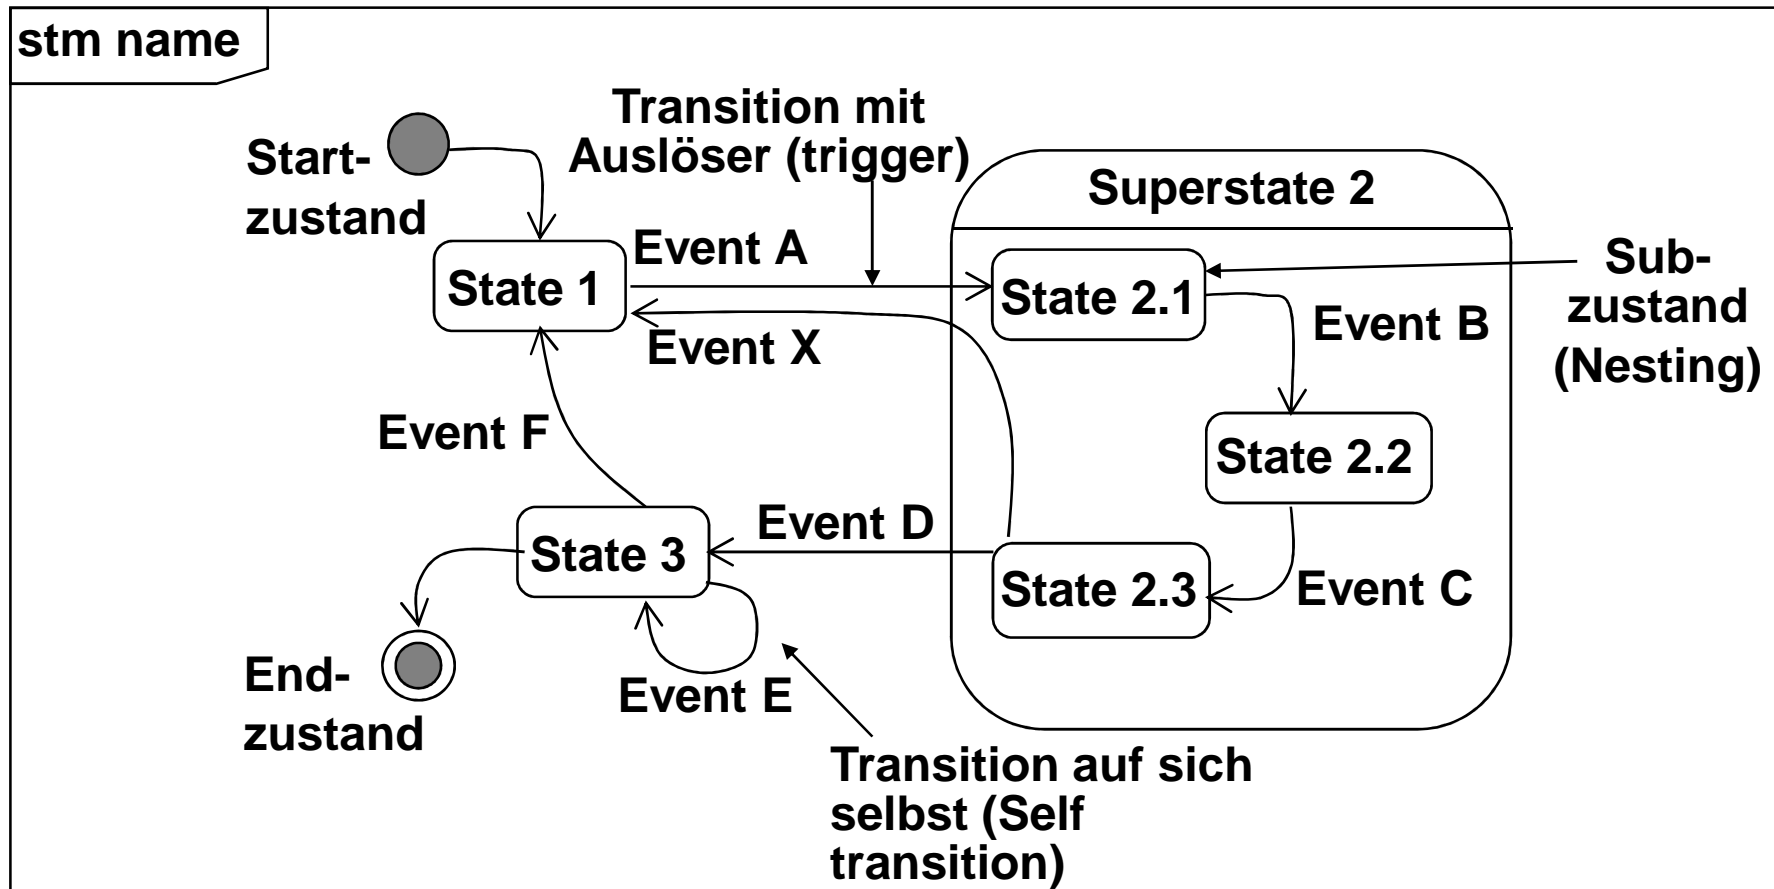 stm name
Transition mit
Auslöser (trigger)
Start-
zustand
Superstate 2
Event A
State 1
State 2.1
Sub-
zustand
(Nesting)
Event B
Event X
Event F
State 2.2
Event D
State 3
State 2.3
Event C
End-
zustand
Event E
Transition auf sich
selbst (Self
transition)